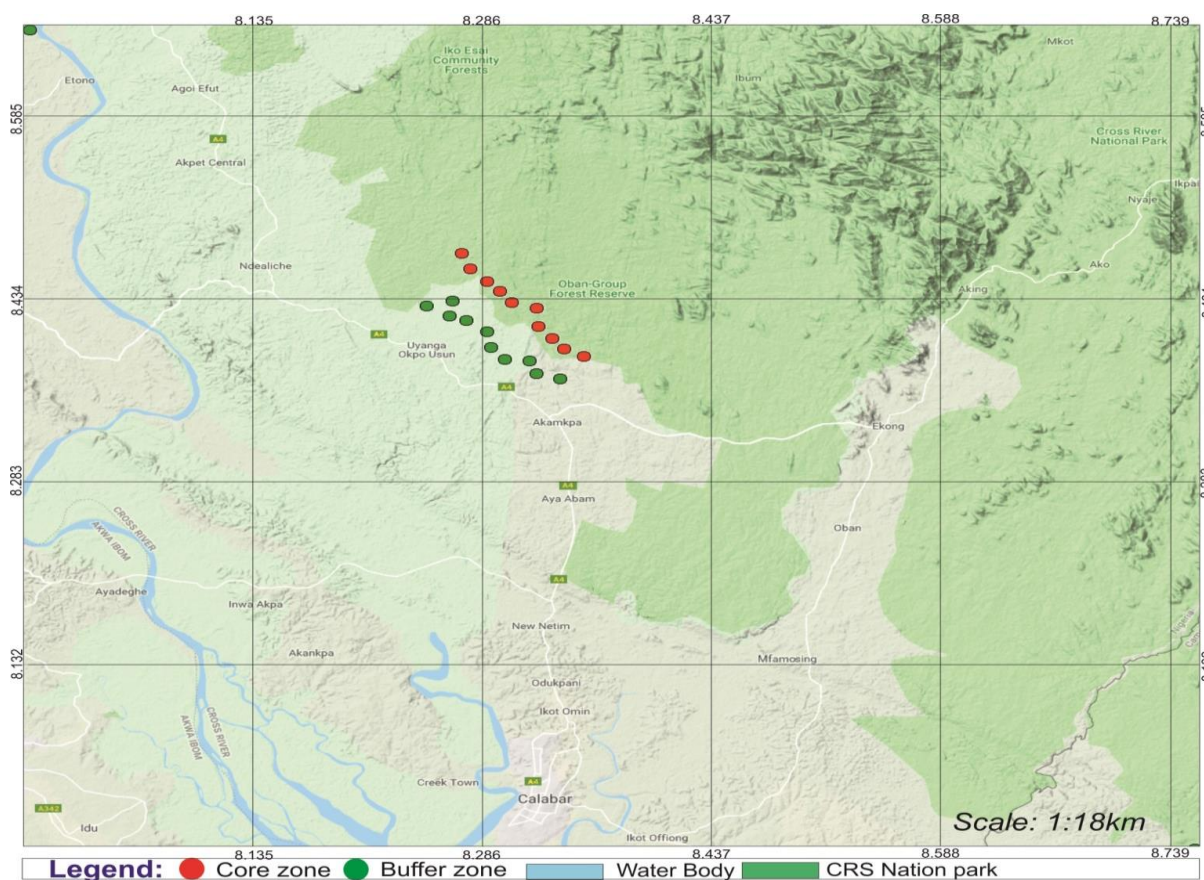 8.135 8.286 8.437 8.588 8.739
Iko Esai
Community
Forests
Mkot
Etono
Agoi Efut
Ibum
8.585
A4
Cross River
National Park
Akpet Central
Ikpai
Nyaje
Ndealiche
Ako
Oban-Group
Forest Reserve
Aking
8.434
A4
Uyanga
Okpo Usun
A4
Akamkpa
Ekong
8.283
A4
Aya Abam
CROSS RIVER
AKWA IBOM
Oban
A4
Ayadeghe
Inwa Akpa
New Netim
Nigeria
Akankpa
Mfamosing
8.132
Odukpani
Ikot Omin
CROSS RIVER
AKWA IBOM
Creek Town
A4
Calabar
A342
Idu
Ikot Offiong
Scale: 1:18km
8.135 8.286 8.437 8.588 8.739
Legend: Core zone Buffer zone Water Body CRS Nation park